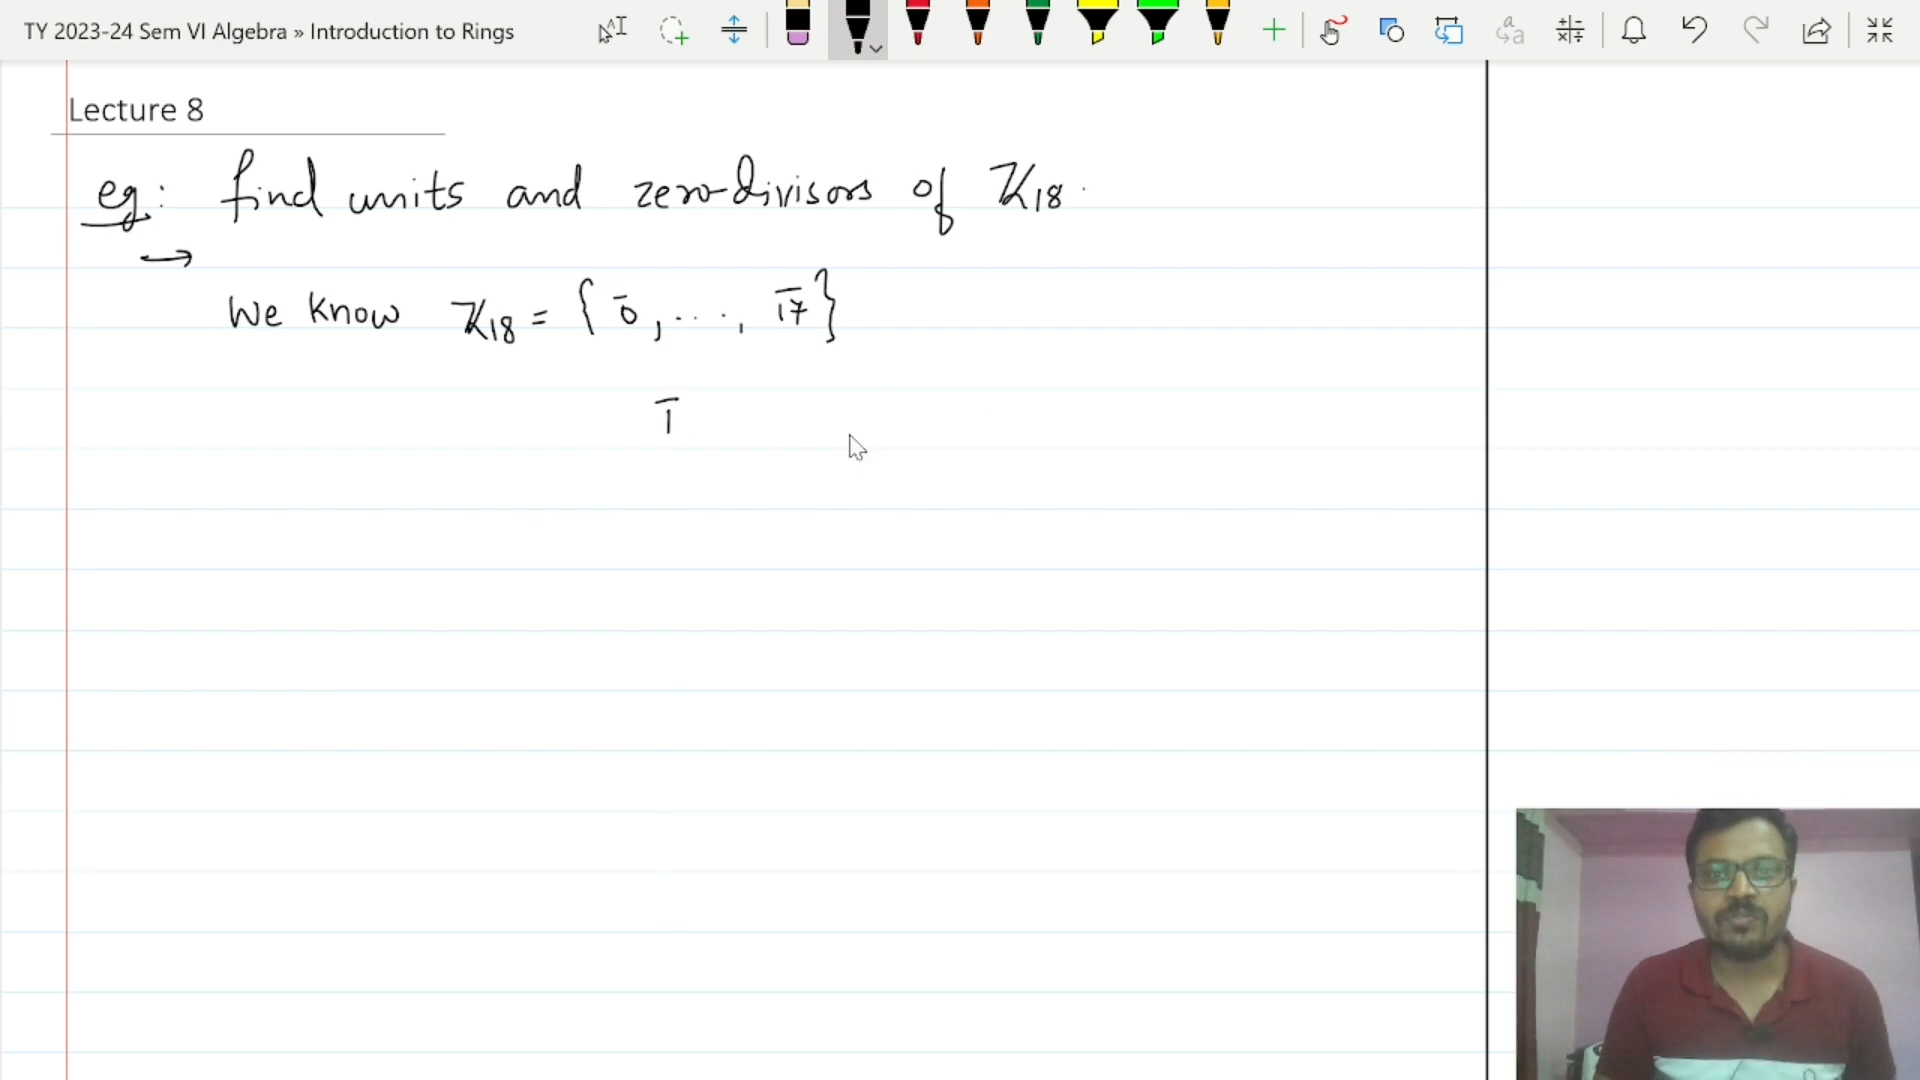 TY 2023-24 Sem VI Algebra » Introduction to Rings
Lecture 8
eg: find units and zero-divisors of ℤ₁₈.
→
We know ℤ₁₈ = { 0̄, ..., 1̄7̄ }
1̄